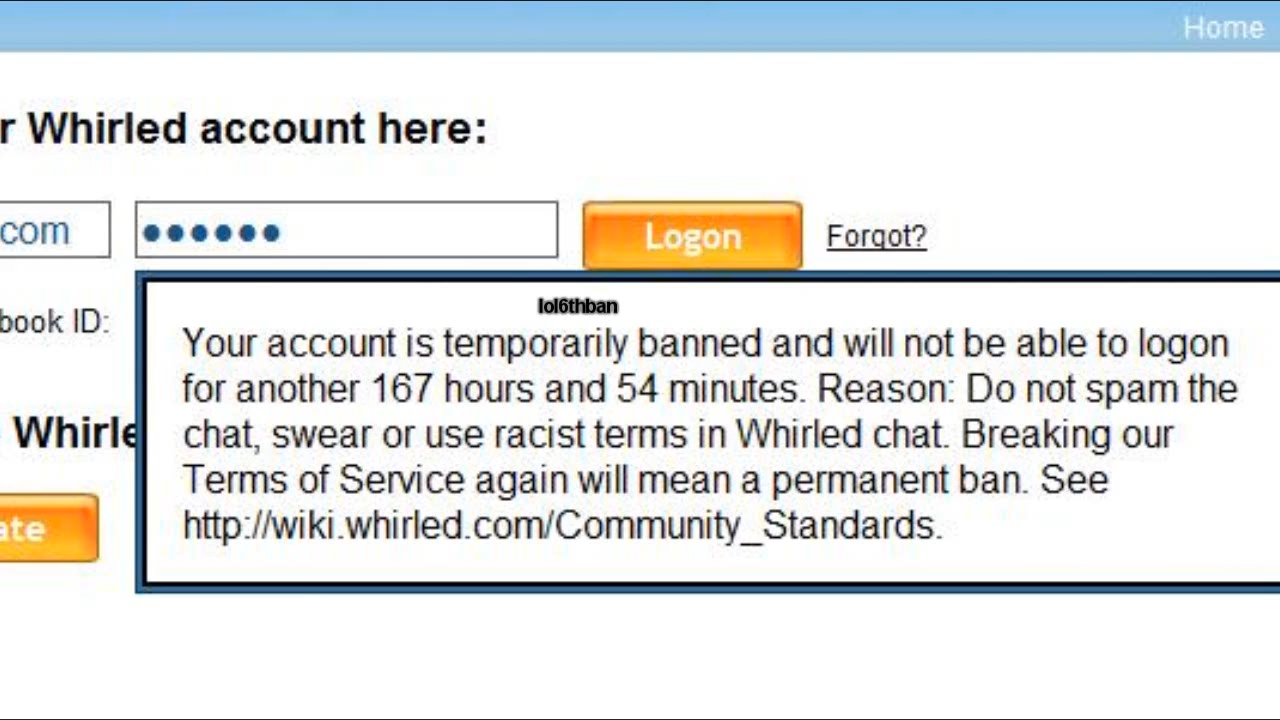 Home
r Whirled account here:
.com
Logon
Forgot?
book ID:
lol6thban
Your account is temporarily banned and will not be able to logon
for another 167 hours and 54 minutes. Reason: Do not spam the
chat, swear or use racist terms in Whirled chat. Breaking our
Terms of Service again will mean a permanent ban. See
http://wiki.whirled.com/Community_Standards.
Whirle
ate